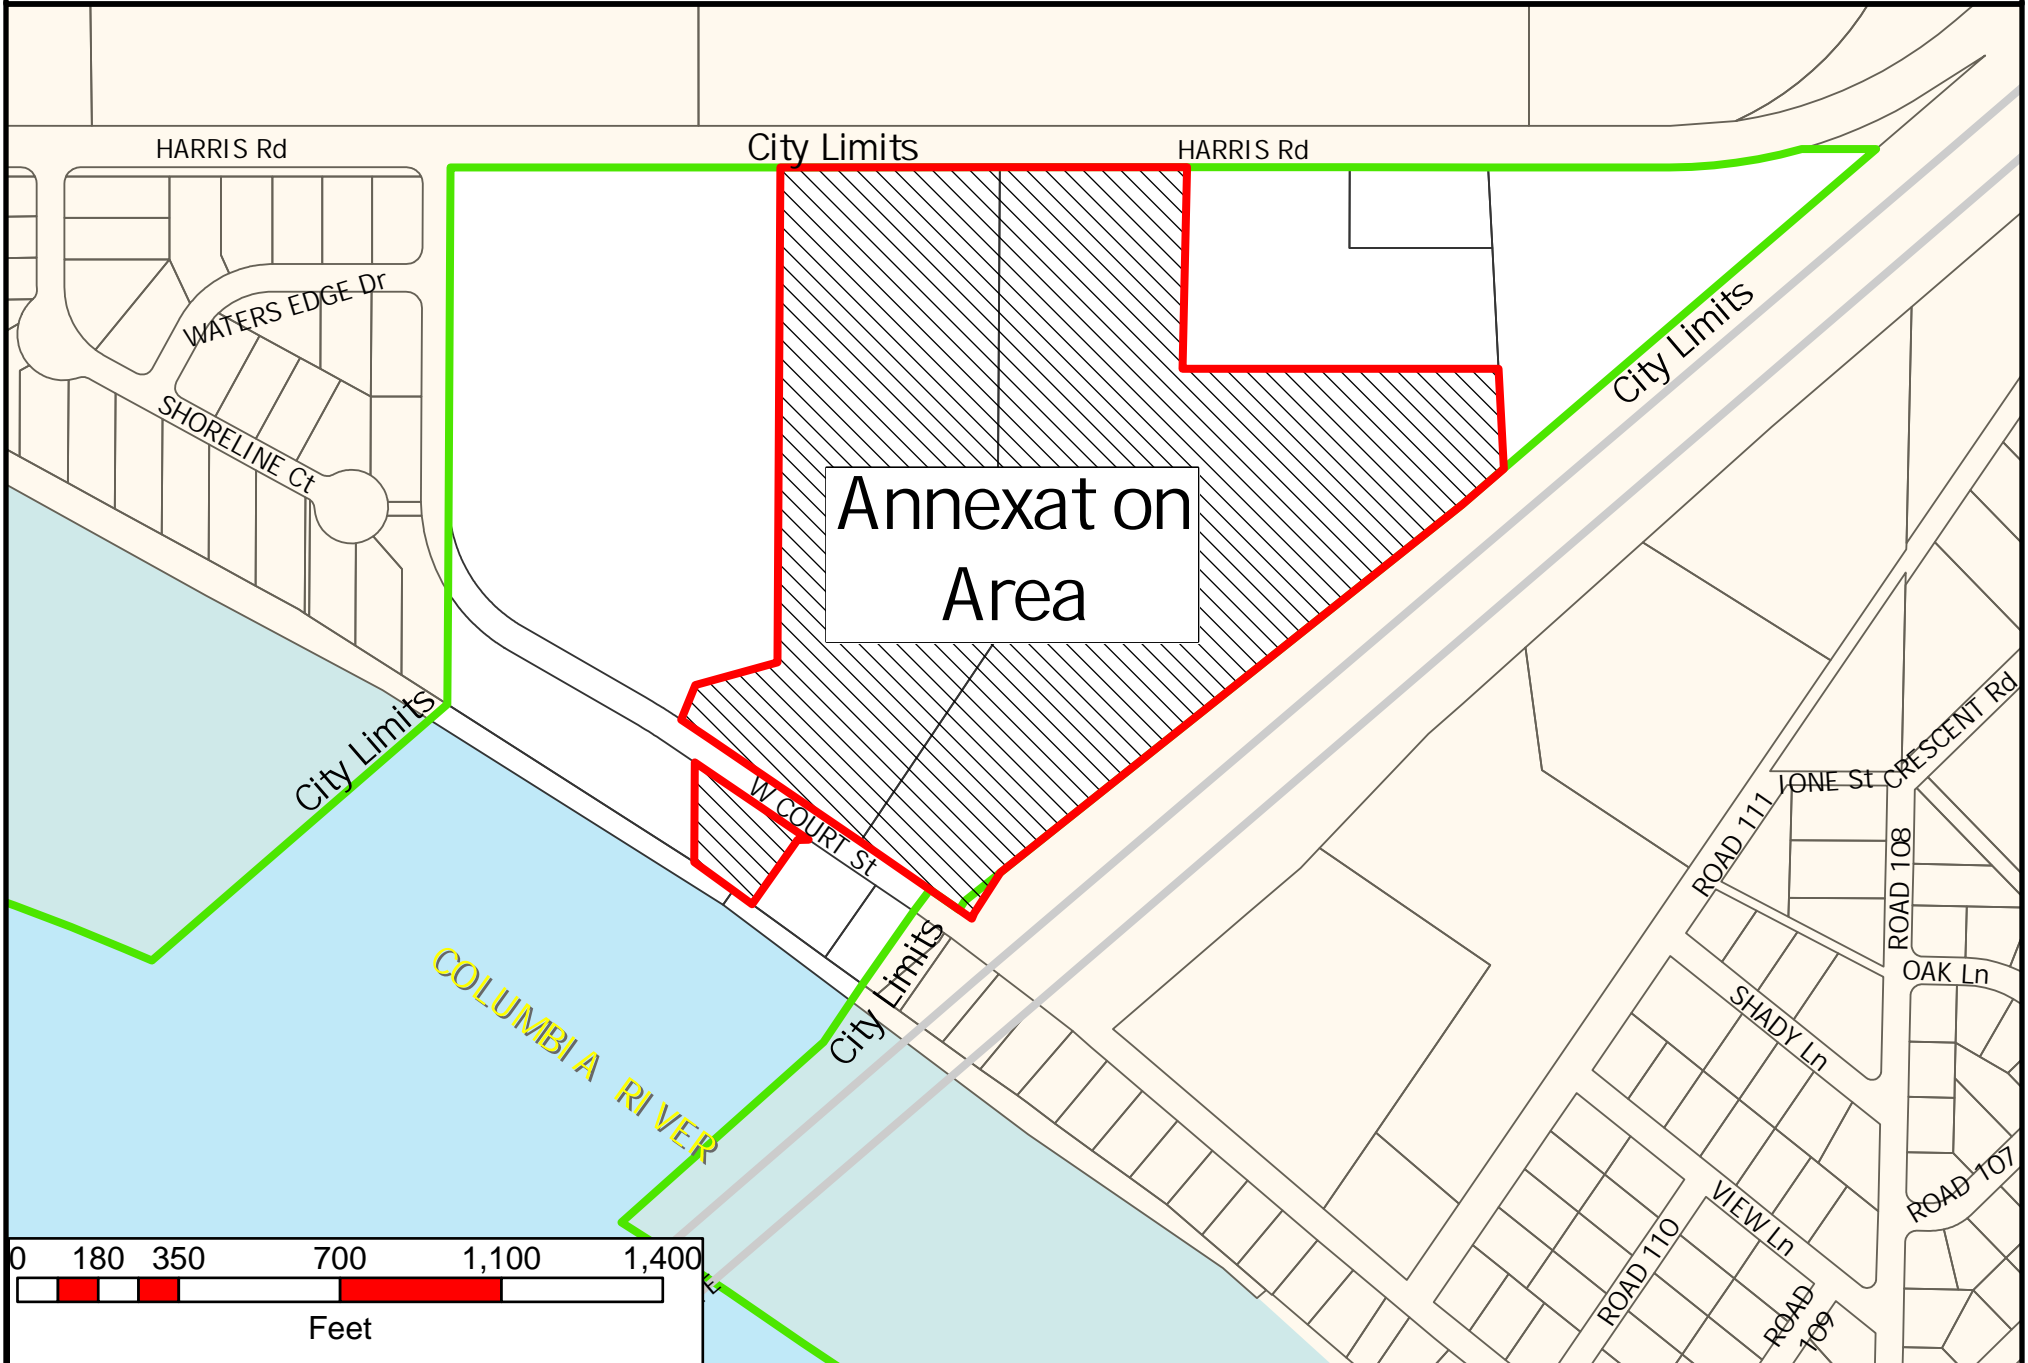 HARRIS Rd
City Limits
HARRIS Rd
WATERS EDGE Dr
City Limits
SHORELINE Ct
Annexat on
Area
City Limits
W COURT St
CRESCENT Rd
IONE St
ROAD 111
ROAD 108
City Limits
OAK Ln
SHADY Ln
COLUMBIA RIVER
ROAD 107
VIEW Ln
ROAD 110
ROAD
109
0 180 350 700 1,100 1,400
Feet